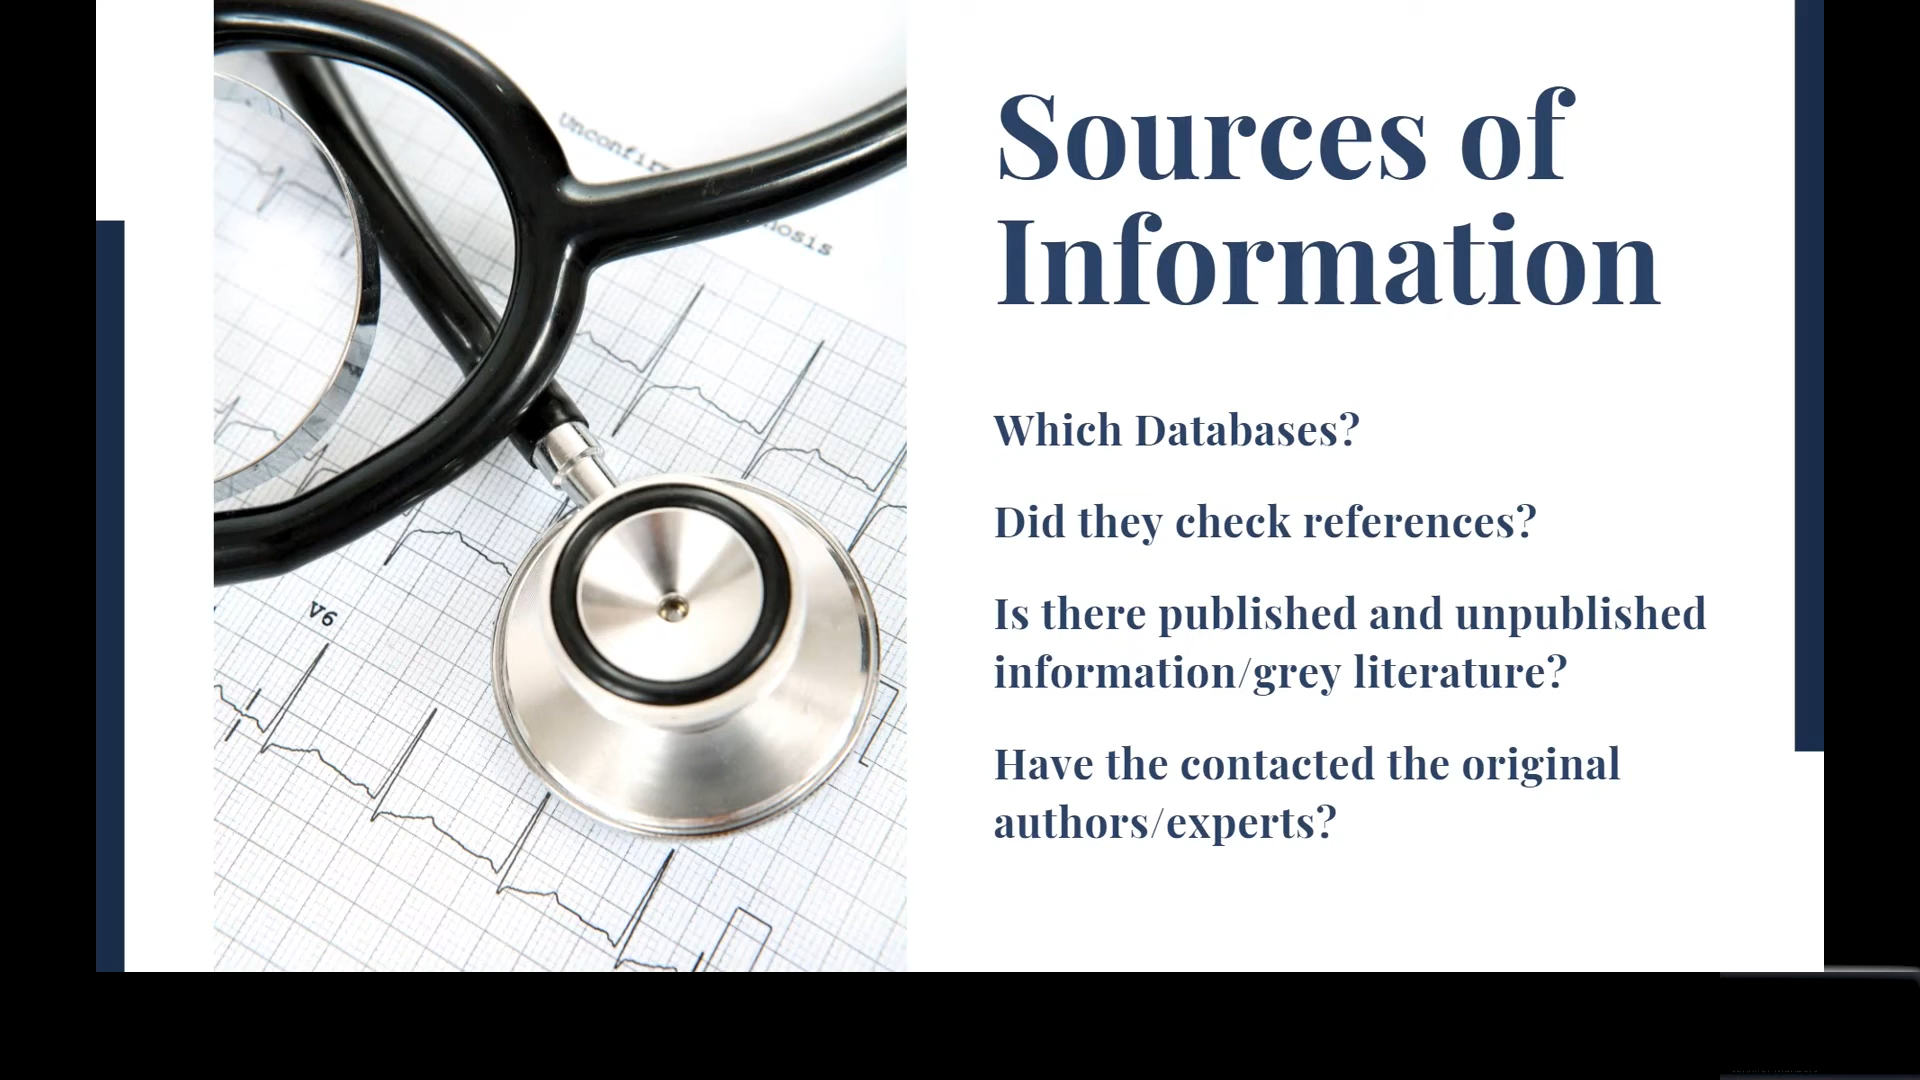 Sources of
Information
Which Databases?
Did they check references?
Is there published and unpublished
information/grey literature?
Have the contacted the original
authors/experts?
V6